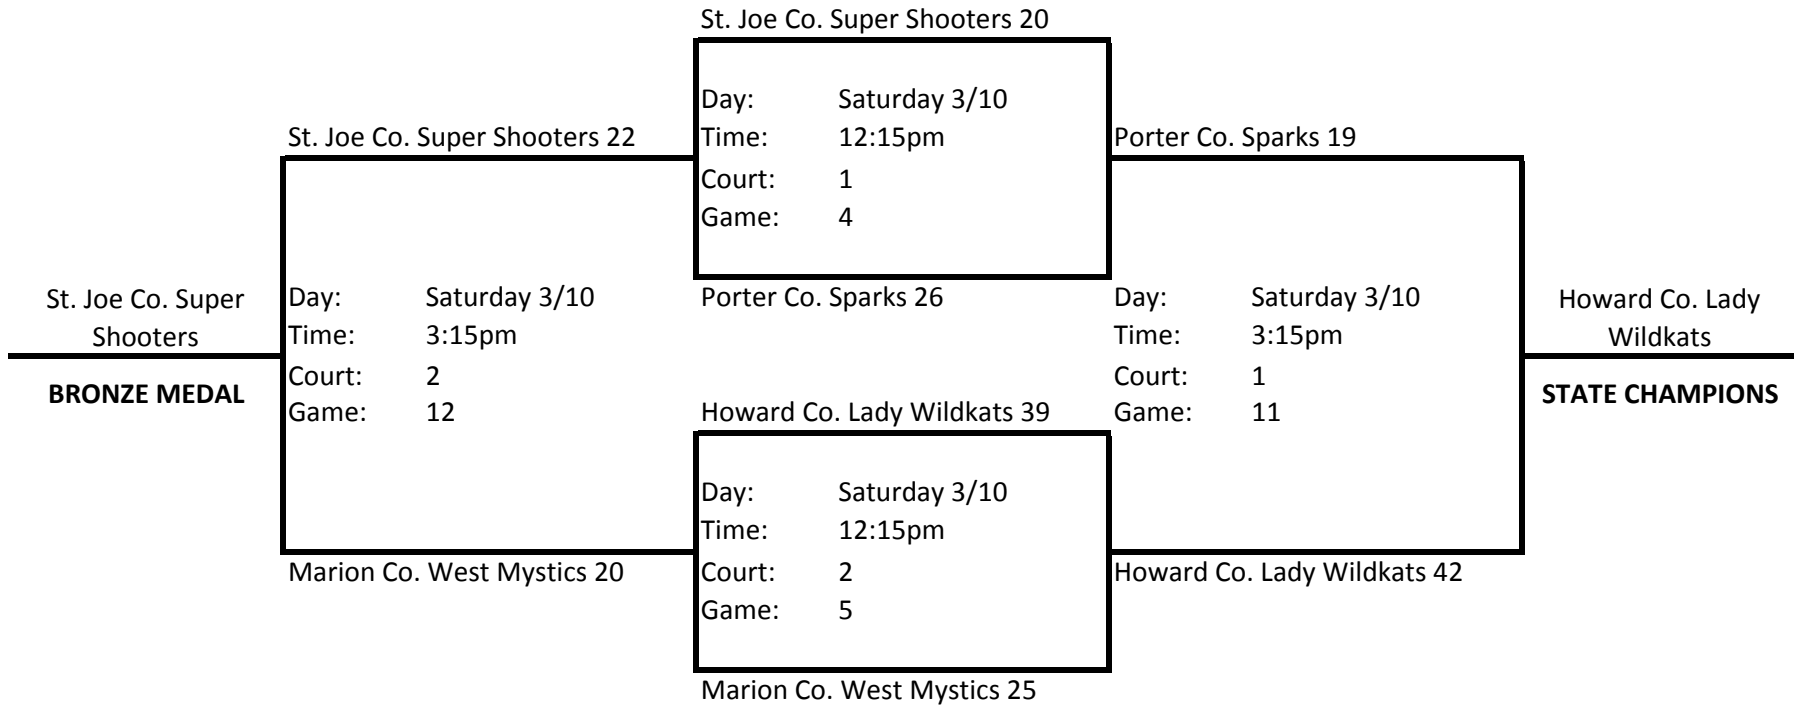 St. Joe Co. Super Shooters 20
Day: Saturday 3/10
Time: 12:15pm
Court: 1
Game: 4
Porter Co. Sparks 26
St. Joe Co. Super Shooters 22
Day: Saturday 3/10
Time: 3:15pm
Court: 2
Game: 12
Marion Co. West Mystics 20
St. Joe Co. Super
Shooters
BRONZE MEDAL
Howard Co. Lady Wildkats 39
Day: Saturday 3/10
Time: 12:15pm
Court: 2
Game: 5
Marion Co. West Mystics 25
Porter Co. Sparks 19
Day: Saturday 3/10
Time: 3:15pm
Court: 1
Game: 11
Howard Co. Lady Wildkats 42
Howard Co. Lady
Wildkats
STATE CHAMPIONS